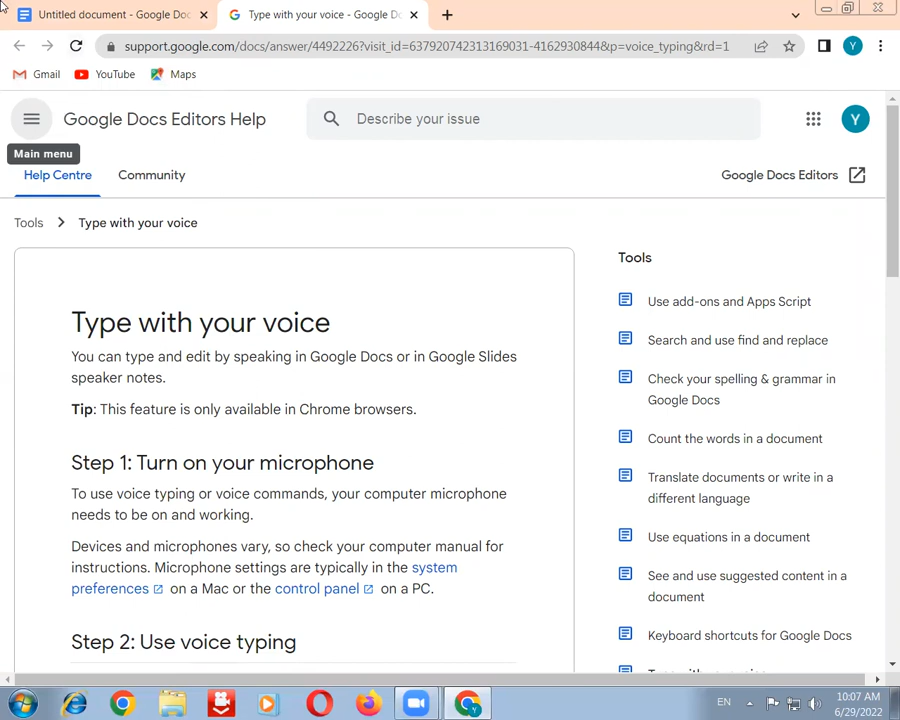 Untitled document - Google Doc
Type with your voice - Google D
support.google.com/docs/answer/4492226?visit_id=637920742313169031-4162930844&p=voice_typing&rd=1
Y
Gmail
YouTube
Maps
Google Docs Editors Help
Describe your issue
Y
Main menu
Help Centre
Community
Google Docs Editors
Tools
Type with your voice
Type with your voice
You can type and edit by speaking in Google Docs or in Google Slides
speaker notes.
Tip: This feature is only available in Chrome browsers.
Step 1: Turn on your microphone
To use voice typing or voice commands, your computer microphone
needs to be on and working.
Devices and microphones vary, so check your computer manual for
instructions. Microphone settings are typically in the system
preferences on a Mac or the control panel on a PC.
Step 2: Use voice typing
Tools
Use add-ons and Apps Script
Search and use find and replace
Check your spelling & grammar in
Google Docs
Count the words in a document
Translate documents or write in a
different language
Use equations in a document
See and use suggested content in a
document
Keyboard shortcuts for Google Docs
EN
10:07 AM
6/29/2022